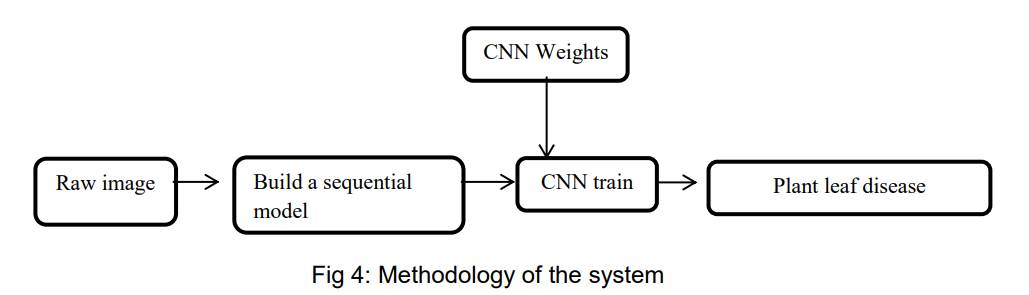 CNN Weights
Raw image
Build a sequential
model
CNN train
Plant leaf disease
Fig 4: Methodology of the system